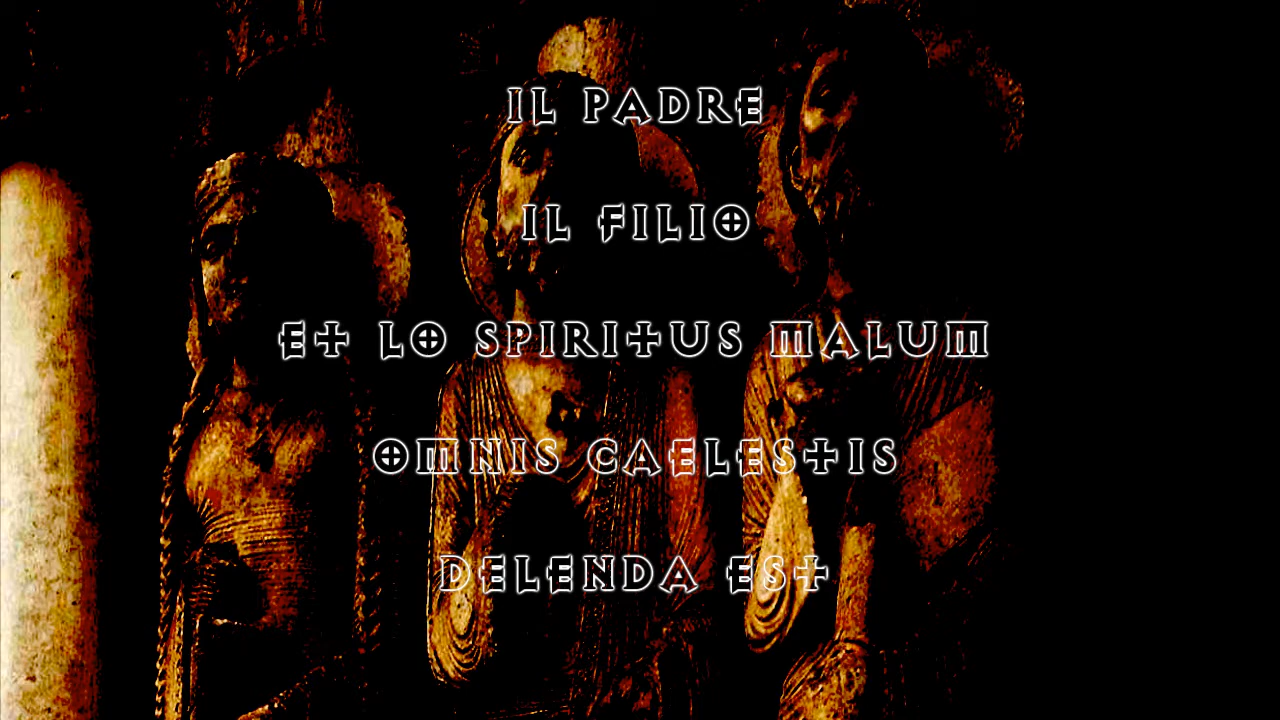 IL PADRE
IL FILIO
ET LO SPIRITUS MALUM
OMNIS CAELESTIS
DELENDA EST